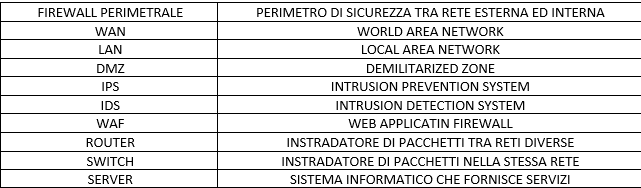 FIREWALL PERIMETRALE PERIMETRO DI SICUREZZA TRA RETE ESTERNA ED INTERNA
WAN WORLD AREA NETWORK
LAN LOCAL AREA NETWORK
DMZ DEMILITARIZED ZONE
IPS INTRUSION PREVENTION SYSTEM
IDS INTRUSION DETECTION SYSTEM
WAF WEB APPLICATIN FIREWALL
ROUTER INSTRADATORE DI PACCHETTI TRA RETI DIVERSE
SWITCH INSTRADATORE DI PACCHETTI NELLA STESSA RETE
SERVER SISTEMA INFORMATICO CHE FORNISCE SERVIZI